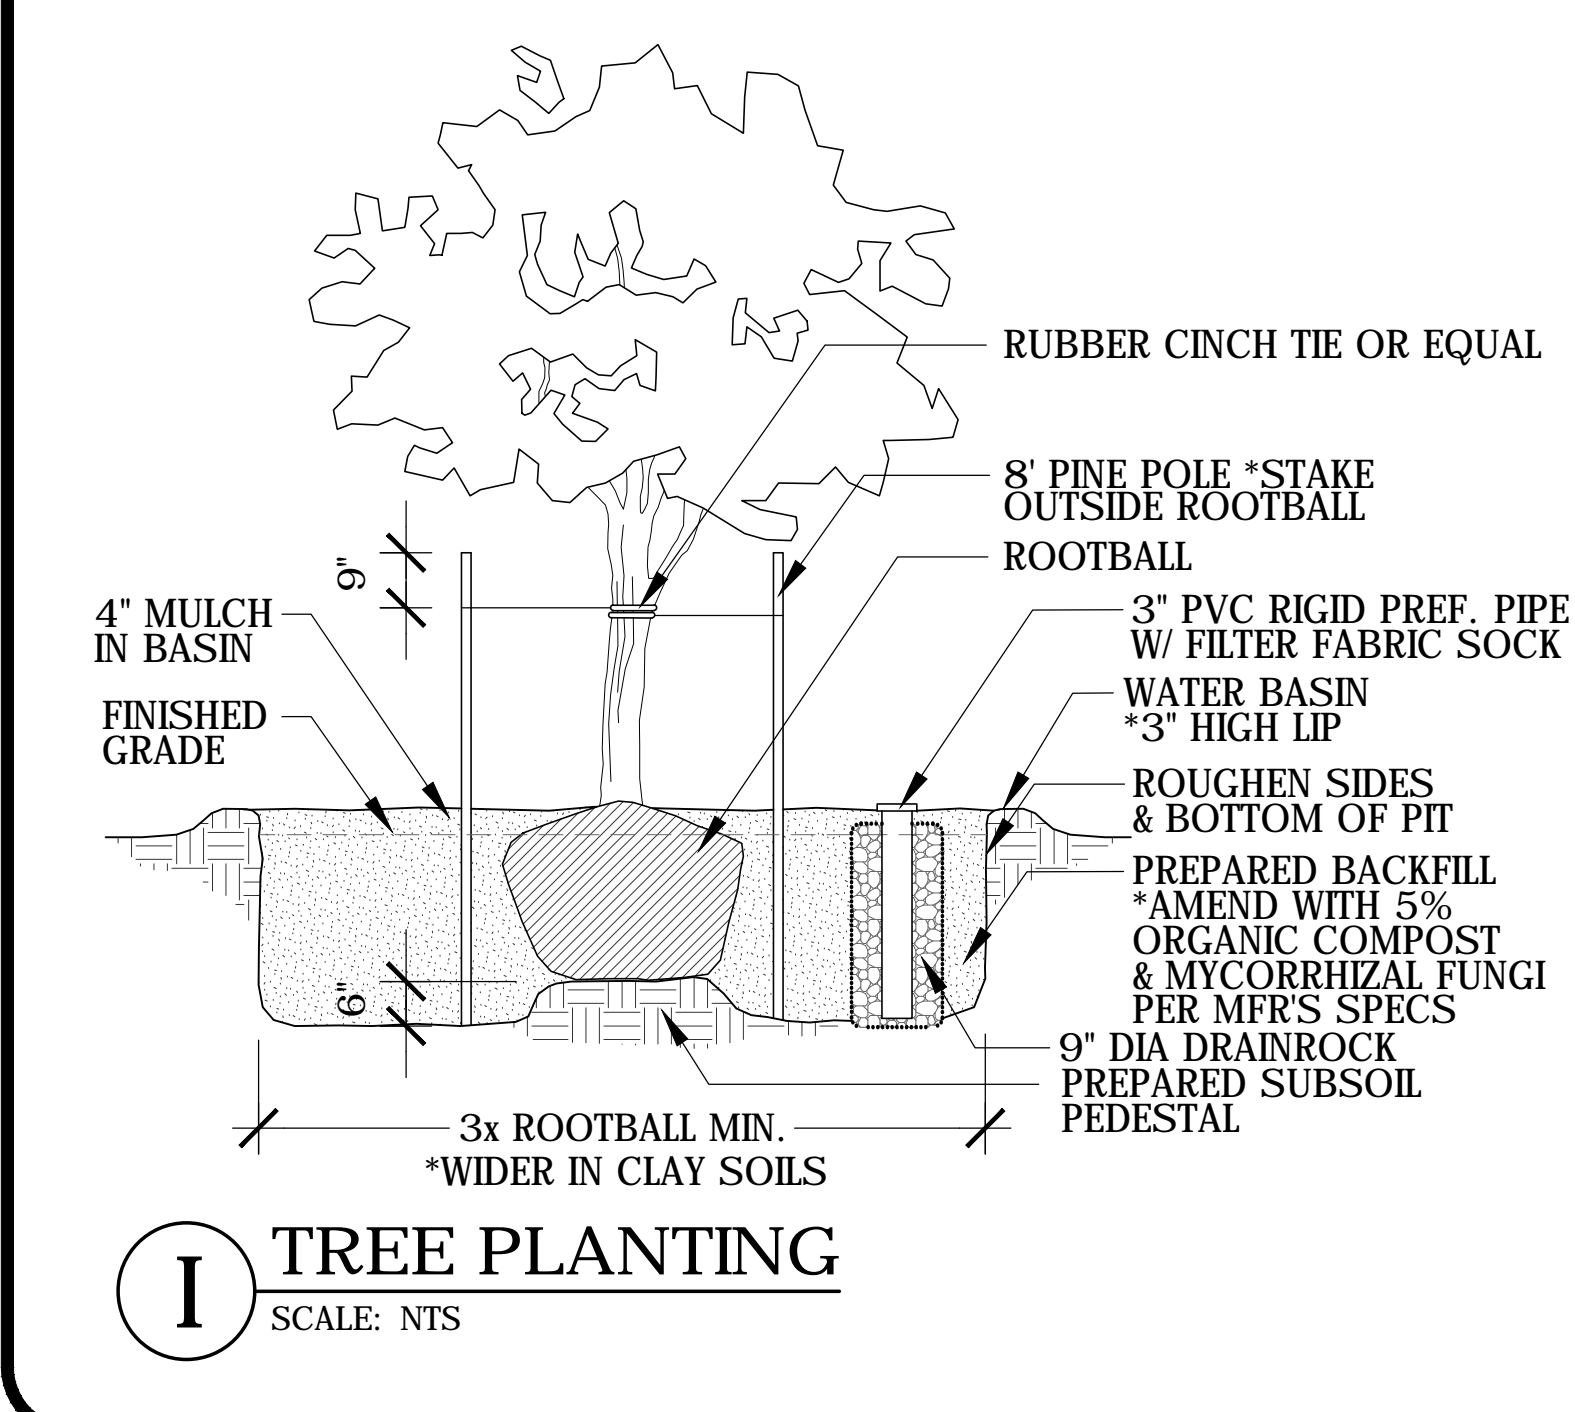 RUBBER CINCH TIE OR EQUAL
8' PINE POLE *STAKE
OUTSIDE ROOTBALL
ROOTBALL
9"
4" MULCH
IN BASIN
FINISHED
GRADE
3" PVC RIGID PREF. PIPE
W/ FILTER FABRIC SOCK
WATER BASIN
*3" HIGH LIP
ROUGHEN SIDES
& BOTTOM OF PIT
PREPARED BACKFILL
*AMEND WITH 5%
ORGANIC COMPOST
& MYCORRHIZAL FUNGI
PER MFR'S SPECS
6"
9" DIA DRAINROCK
PREPARED SUBSOIL
PEDESTAL
3x ROOTBALL MIN.
*WIDER IN CLAY SOILS
I
TREE PLANTING
SCALE: NTS